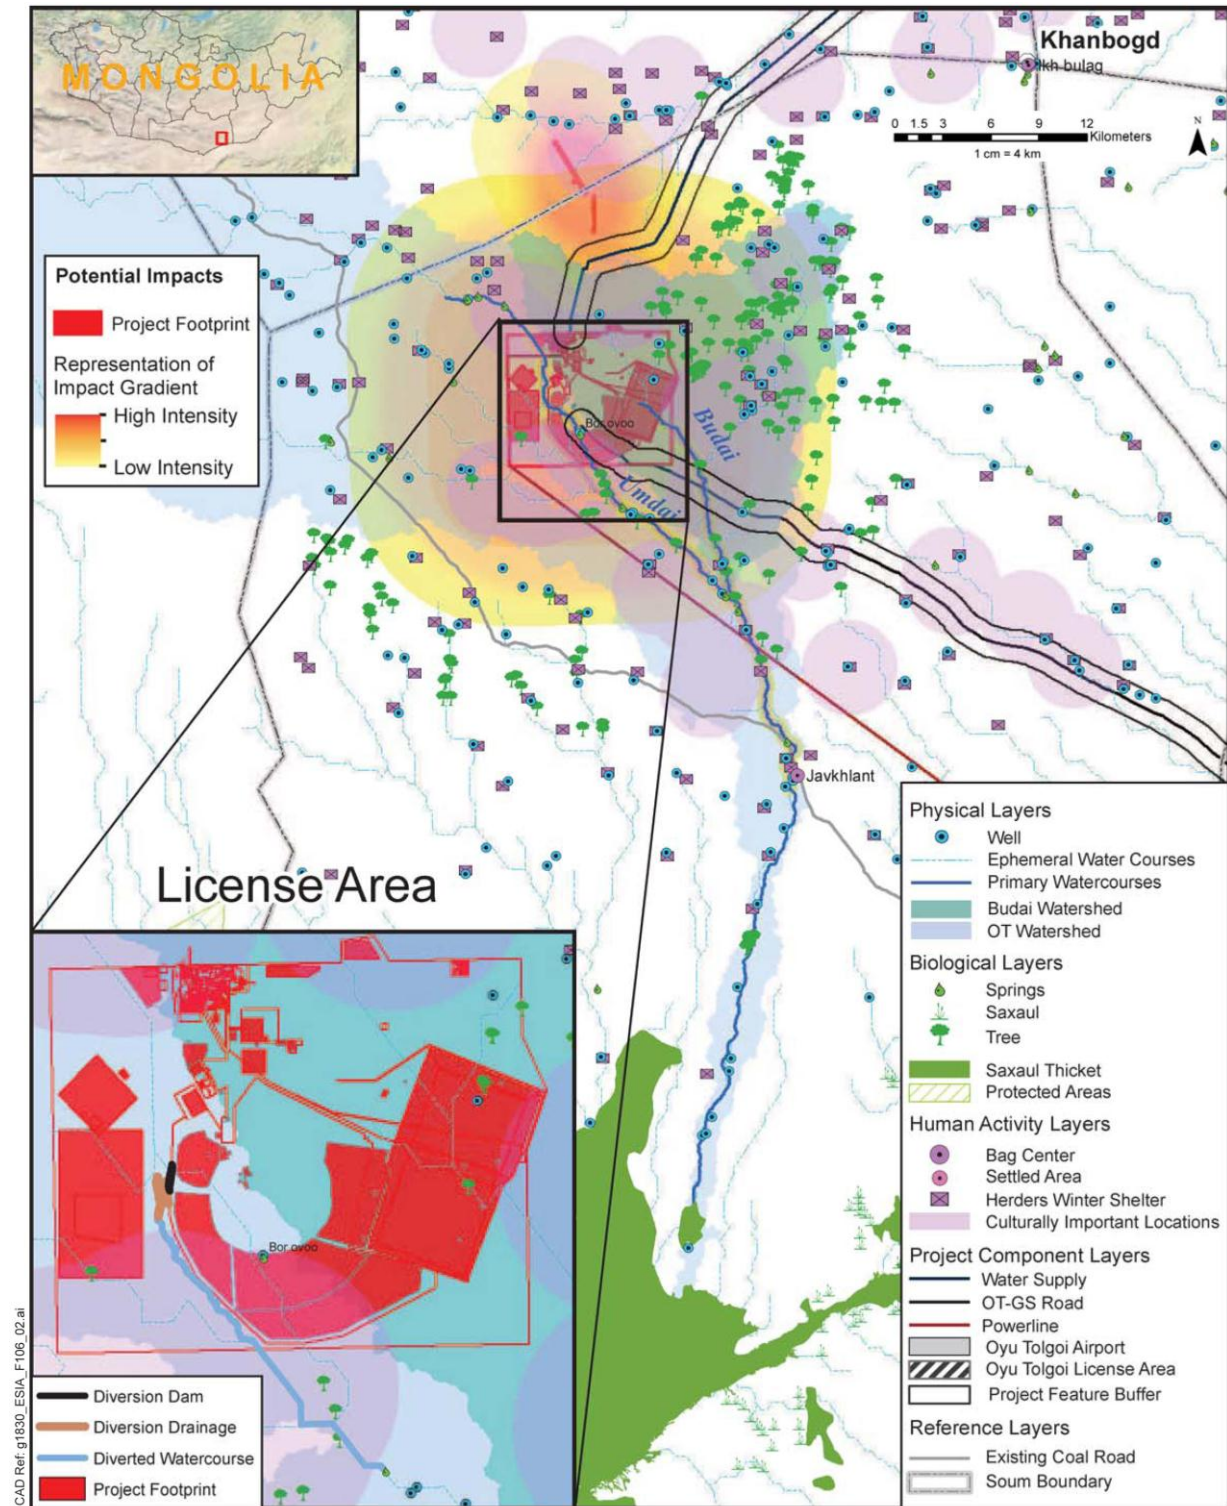 MONGOLIA
Khanbogd
Ikh bulag
0 1.5 3 6 9 12
Kilometers
1 cm = 4 km
N
Potential Impacts
Project Footprint
Representation of
Impact Gradient
High Intensity
Low Intensity
Bor.ovoo
Budai
Umdai
Javkhlant
License Area
Bor.ovoo
Diversion Dam
Diversion Drainage
Diverted Watercourse
Project Footprint
Physical Layers
Well
Ephemeral Water Courses
Primary Watercourses
Budai Watershed
OT Watershed
Biological Layers
Springs
Saxaul
Tree
Saxaul Thicket
Protected Areas
Human Activity Layers
Bag Center
Settled Area
Herders Winter Shelter
Culturally Important Locations
Project Component Layers
Water Supply
OT-GS Road
Powerline
Oyu Tolgoi Airport
Oyu Tolgoi License Area
Project Feature Buffer
Reference Layers
Existing Coal Road
Soum Boundary
CAD Ref: g1830_ESIA_F106_02.ai